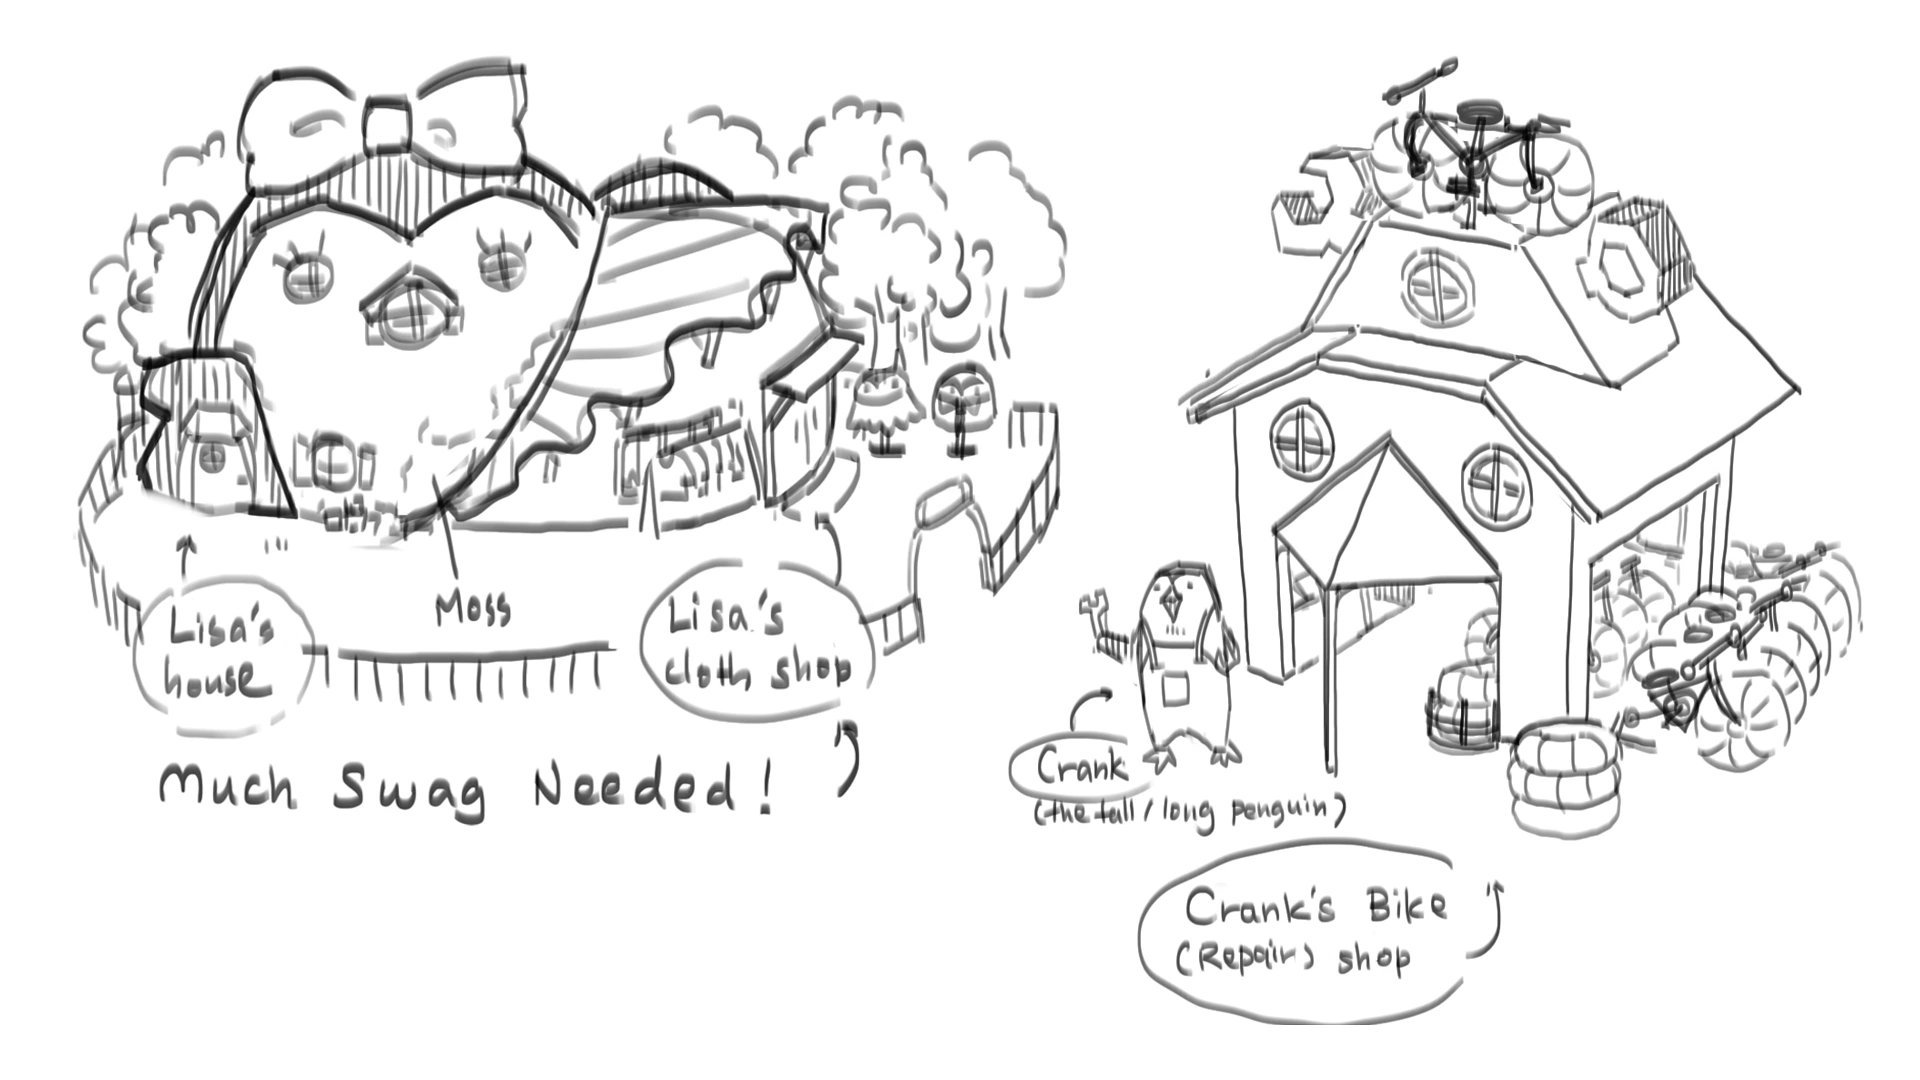 Lisa's
house
Moss
Lisa's
cloth shop
Much Swag Needed!
Crank
(the tall/long penguin)
Crank's Bike
(Repair) shop